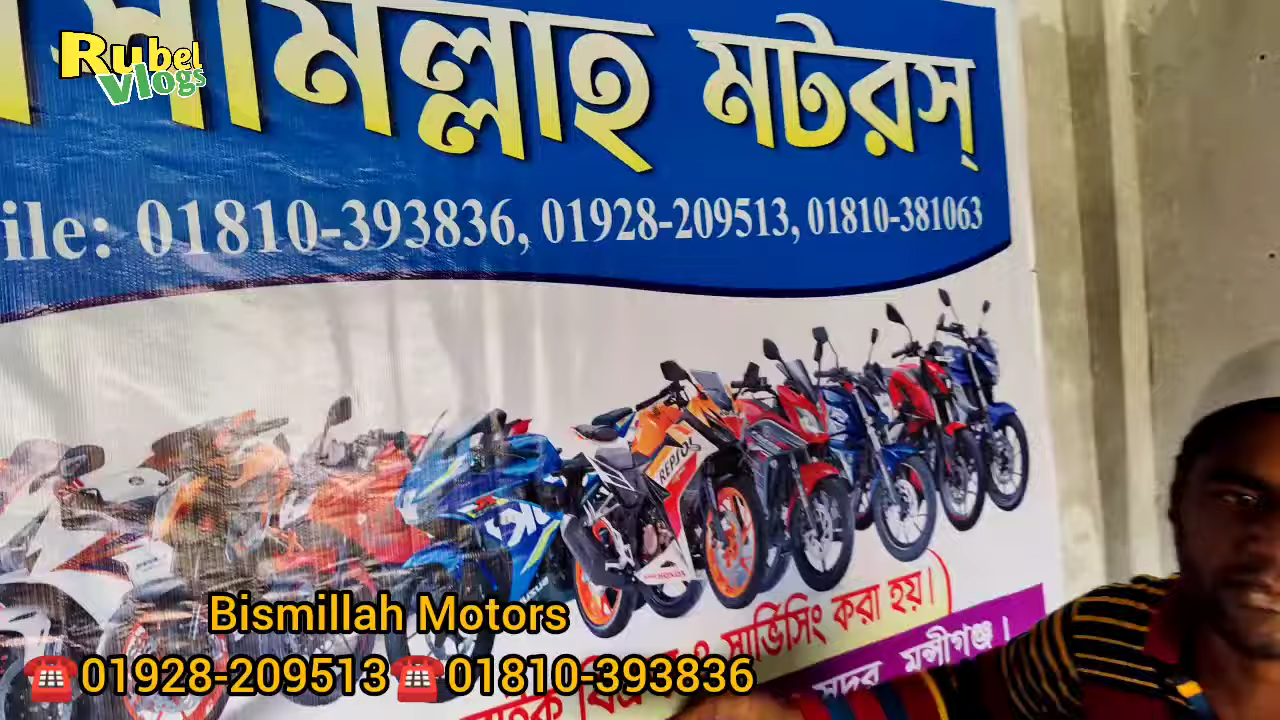 Rubel
Vlogs
মিল্লাহ মটরস্
ile: 01810-393836, 01928-209513, 01810-381063
REPSOL
HONDA
সার্ভিসিং করা হয়।)
সদর, মুন্সীগঞ্জ।
Bismillah Motors
☎01928-209513☎01810-393836